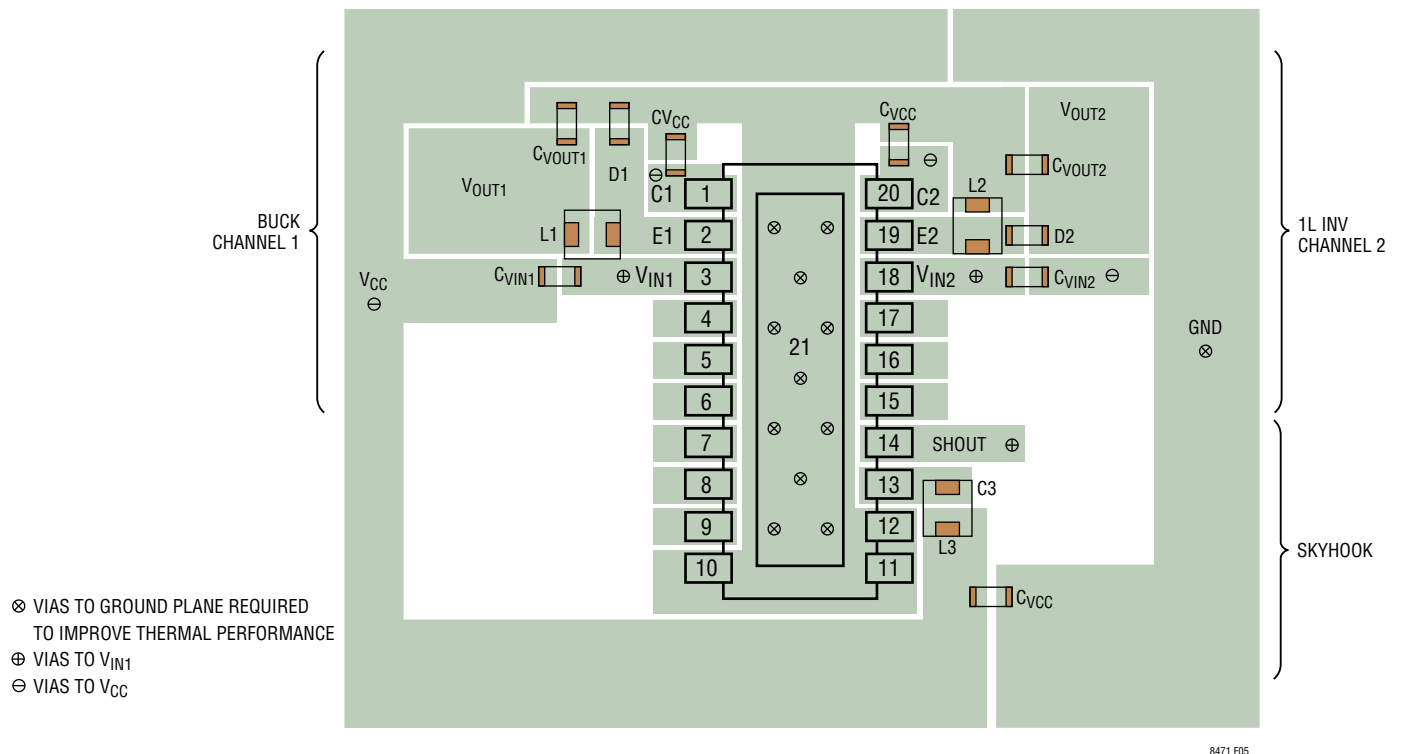 BUCK
CHANNEL 1
VOUT1
CVOUT1
D1
CVCC
CVCC
VOUT2
CVOUT2
L2
D2
C1
C2
L1
E1
E2
CVIN1
VIN1
VIN2
CVIN2
VCC
GND
1
2
3
4
5
6
7
8
9
10
21
20
19
18
17
16
15
14
13
12
11
SHOUT
C3
L3
CVCC
1L INV
CHANNEL 2
SKYHOOK
⊗ VIAS TO GROUND PLANE REQUIRED
TO IMPROVE THERMAL PERFORMANCE
⊕ VIAS TO VIN1
⊖ VIAS TO VCC
8471 F05